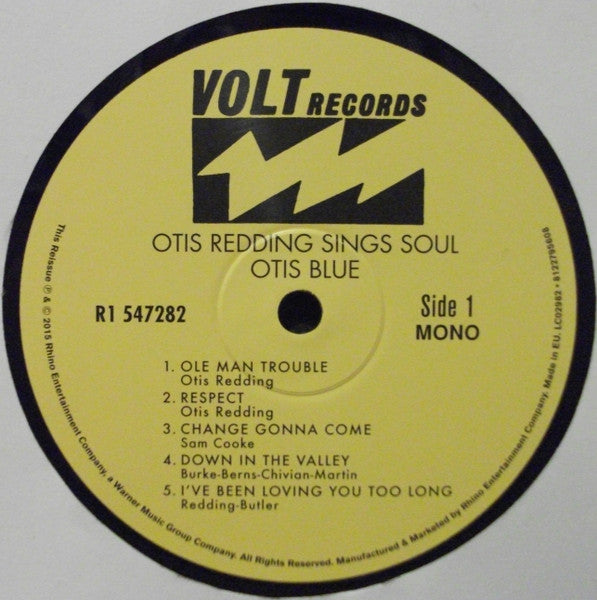 VOLT RECORDS
OTIS REDDING SINGS SOUL
OTIS BLUE
R1 547282
Side 1
MONO
1. OLE MAN TROUBLE
Otis Redding
2. RESPECT
Otis Redding
3. CHANGE GONNA COME
Sam Cooke
4. DOWN IN THE VALLEY
Burke-Berns-Chivian-Martin
5. I'VE BEEN LOVING YOU TOO LONG
Redding-Butler
This Reissue ℗ & © 2015 Rhino Entertainment Company, a Warner Music Group Company. All Rights Reserved. Manufactured & Marketed by Rhino Entertainment Company. Made in EU. LC02982 • 8122795608